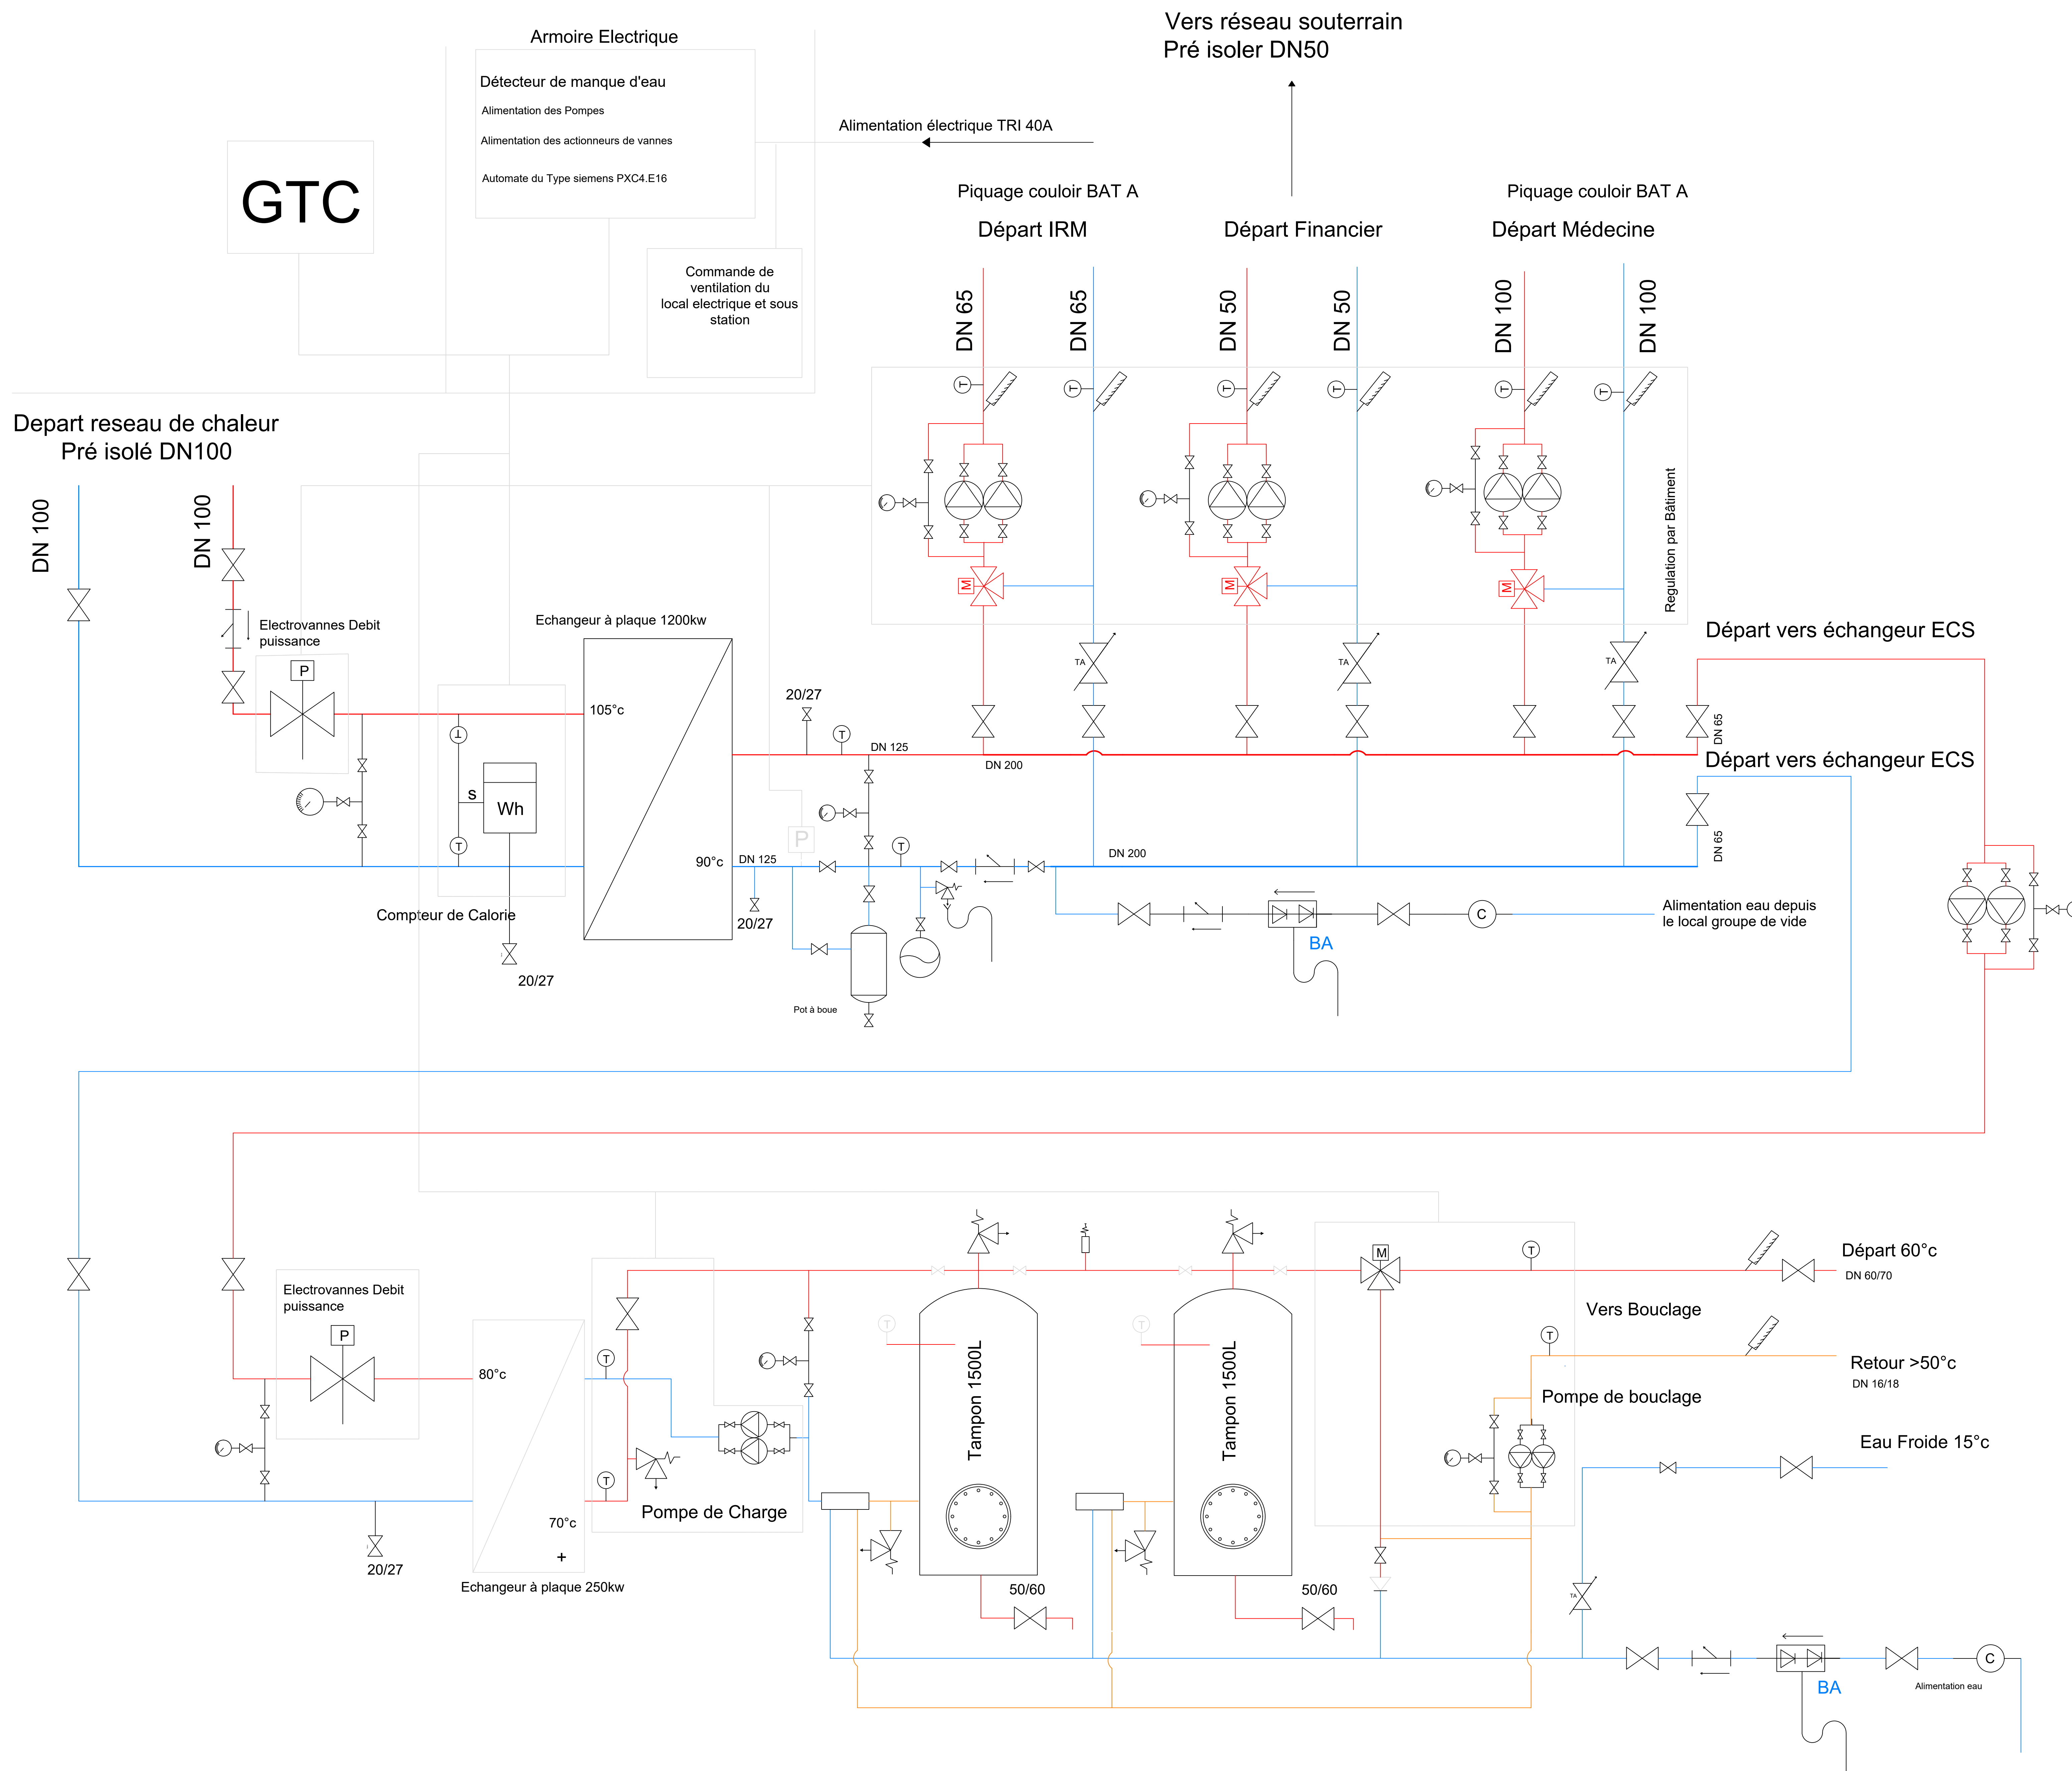 Vers réseau souterrain
Pré isoler DN50
Armoire Electrique
Détecteur de manque d'eau
Alimentation des Pompes
Alimentation des actionneurs de vannes
Automate du Type siemens PXC4.E16
Alimentation électrique TRI 40A
GTC
Commande de
ventilation du
local electrique et sous
station
Piquage couloir BAT A
Piquage couloir BAT A
Départ IRM
Départ Financier
Départ Médecine
DN 65
DN 65
DN 50
DN 50
DN 100
DN 100
T
T
T
T
T
T
M
M
M
Regulation par Bâtiment
Depart reseau de chaleur
Pré isolé DN100
DN 100
DN 100
Electrovannes Debit
puissance
P
Echangeur à plaque 1200kw
105°c
90°c
T
T
s
Wh
Compteur de Calorie
20/27
20/27
T
DN 125
DN 200
TA
TA
TA
Départ vers échangeur ECS
DN 65
Départ vers échangeur ECS
DN 65
P
DN 125
20/27
T
DN 200
Pot à boue
BA
C
Alimentation eau depuis
le local groupe de vide
Electrovannes Debit
puissance
P
80°c
70°c
+
Echangeur à plaque 250kw
20/27
T
T
Pompe de Charge
T
Tampon 1500L
50/60
T
Tampon 1500L
50/60
M
T
Départ 60°c
DN 60/70
Vers Bouclage
T
Retour >50°c
DN 16/18
Pompe de bouclage
Eau Froide 15°c
TA
BA
C
Alimentation eau